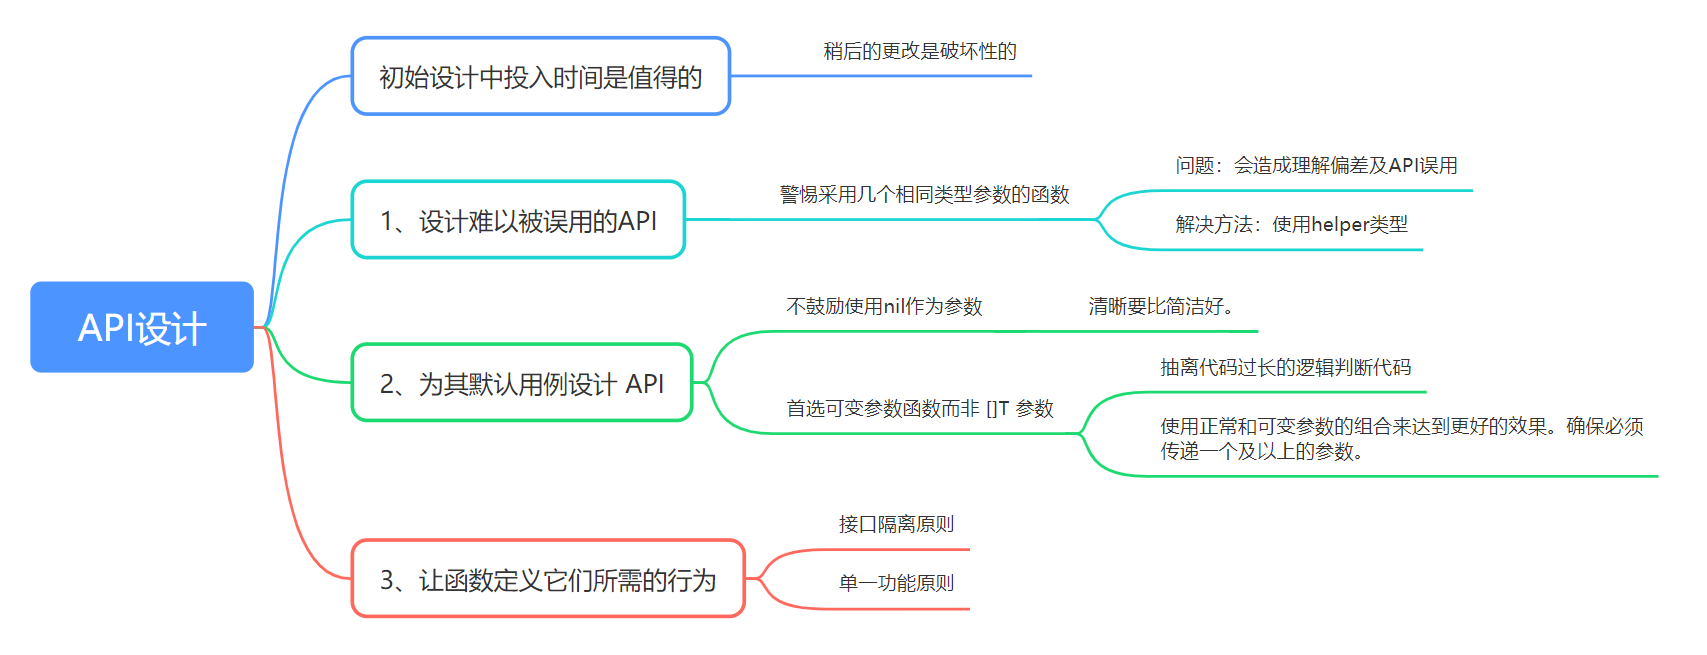 API设计
初始设计中投入时间是值得的
稍后的更改是破坏性的
1、设计难以被误用的API
警惕采用几个相同类型参数的函数
问题：会造成理解偏差及API误用
解决方法：使用helper类型
2、为其默认用例设计 API
不鼓励使用nil作为参数
清晰要比简洁好。
首选可变参数函数而非 []T 参数
抽离代码过长的逻辑判断代码
使用正常和可变参数的组合来达到更好的效果。确保必须
传递一个及以上的参数。
3、让函数定义它们所需的行为
接口隔离原则
单一功能原则